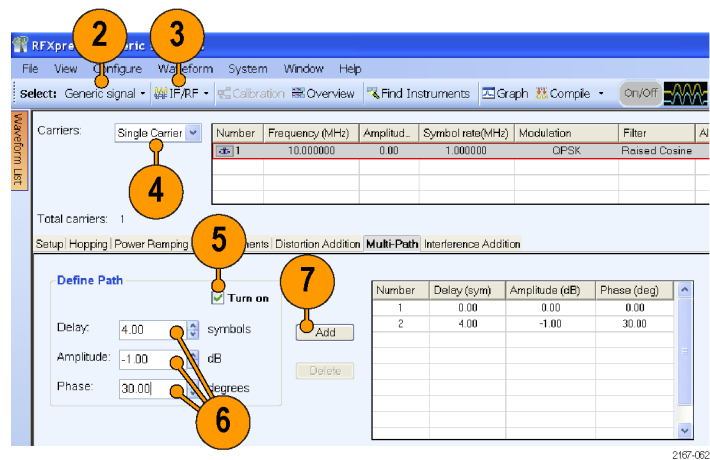 RFXpre eric
2 3
File View Configure Waveform System Window Help
Select: Generic signal IF/RF Calibration Overview Find Instruments Graph Compile On/Off
Waveform List
Carriers: Single Carrier
Number Frequency (MHz) Amplitud.. Symbol rate(MHz) Modulation Filter Al
1 10.000000 0.00 1.000000 QPSK Raised Cosine
4
Total carriers: 1
5
Setup Hopping Power Ramping ents Distortion Addition Multi-Path Interference Addition
Define Path
Turn on
7
Delay: 4.00 symbols
Amplitude: -1.00 dB
Phase: 30.00 degrees
6
Add
Delete
Number Delay (sym) Amplitude (dB) Phase (deg)
1 0.00 0.00 0.00
2 4.00 -1.00 30.00
2167-062